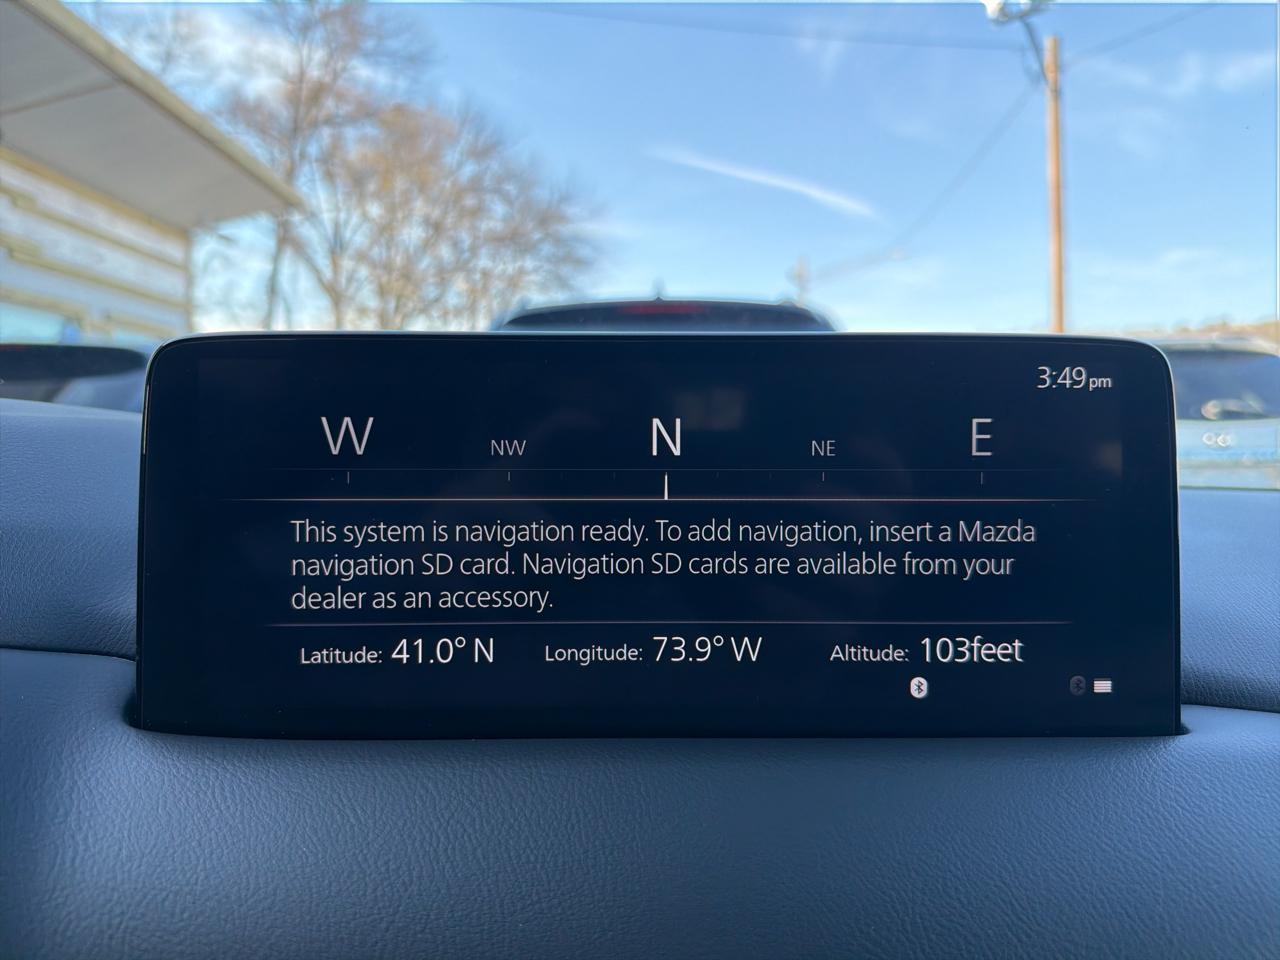 3:49pm
W NW N NE E
This system is navigation ready. To add navigation, insert a Mazda
navigation SD card. Navigation SD cards are available from your
dealer as an accessory.
Latitude: 41.0° N Longitude: 73.9° W Altitude: 103feet